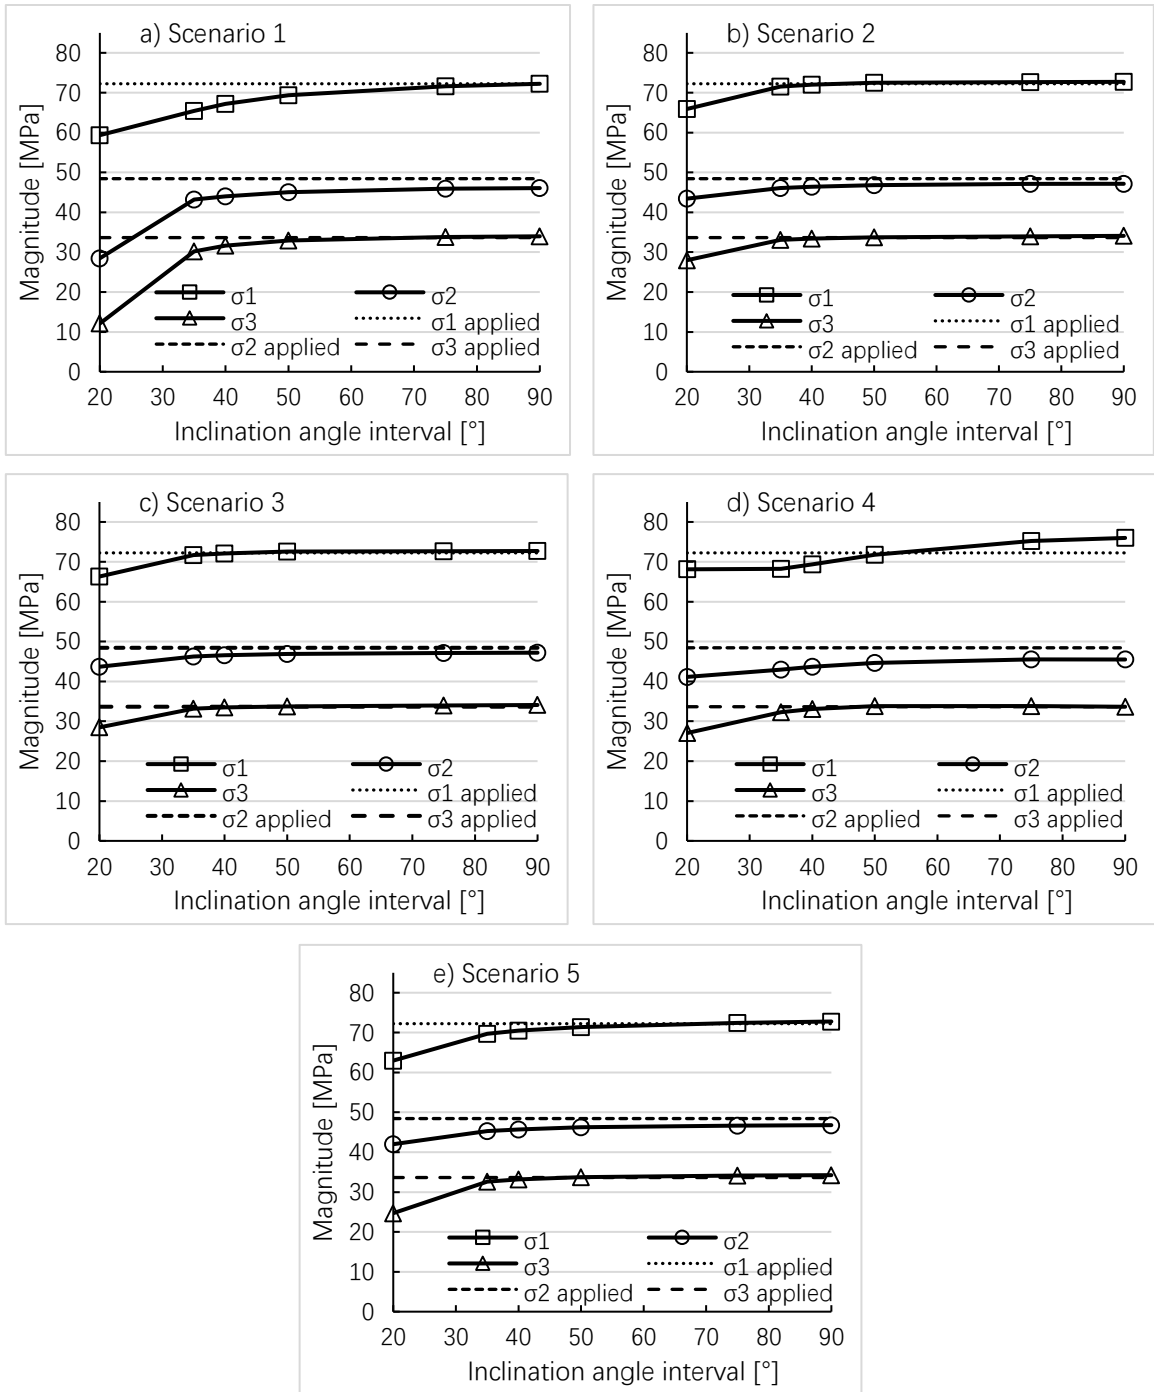 a) Scenario 1
80
70
60
50
40
30
20
10
0
Magnitude [MPa]
σ1
σ2
σ3
σ1 applied
σ2 applied
σ3 applied
20 30 40 50 60 70 80 90
Inclination angle interval [°]
b) Scenario 2
80
70
60
50
40
30
20
10
0
Magnitude [MPa]
σ1
σ2
σ3
σ1 applied
σ2 applied
σ3 applied
20 30 40 50 60 70 80 90
Inclination angle interval [°]
c) Scenario 3
80
70
60
50
40
30
20
10
0
Magnitude [MPa]
σ1
σ2
σ3
σ1 applied
σ2 applied
σ3 applied
20 30 40 50 60 70 80 90
Inclination angle interval [°]
d) Scenario 4
80
70
60
50
40
30
20
10
0
Magnitude [MPa]
σ1
σ2
σ3
σ1 applied
σ2 applied
σ3 applied
20 30 40 50 60 70 80 90
Inclination angle interval [°]
e) Scenario 5
80
70
60
50
40
30
20
10
0
Magnitude [MPa]
σ1
σ2
σ3
σ1 applied
σ2 applied
σ3 applied
20 30 40 50 60 70 80 90
Inclination angle interval [°]